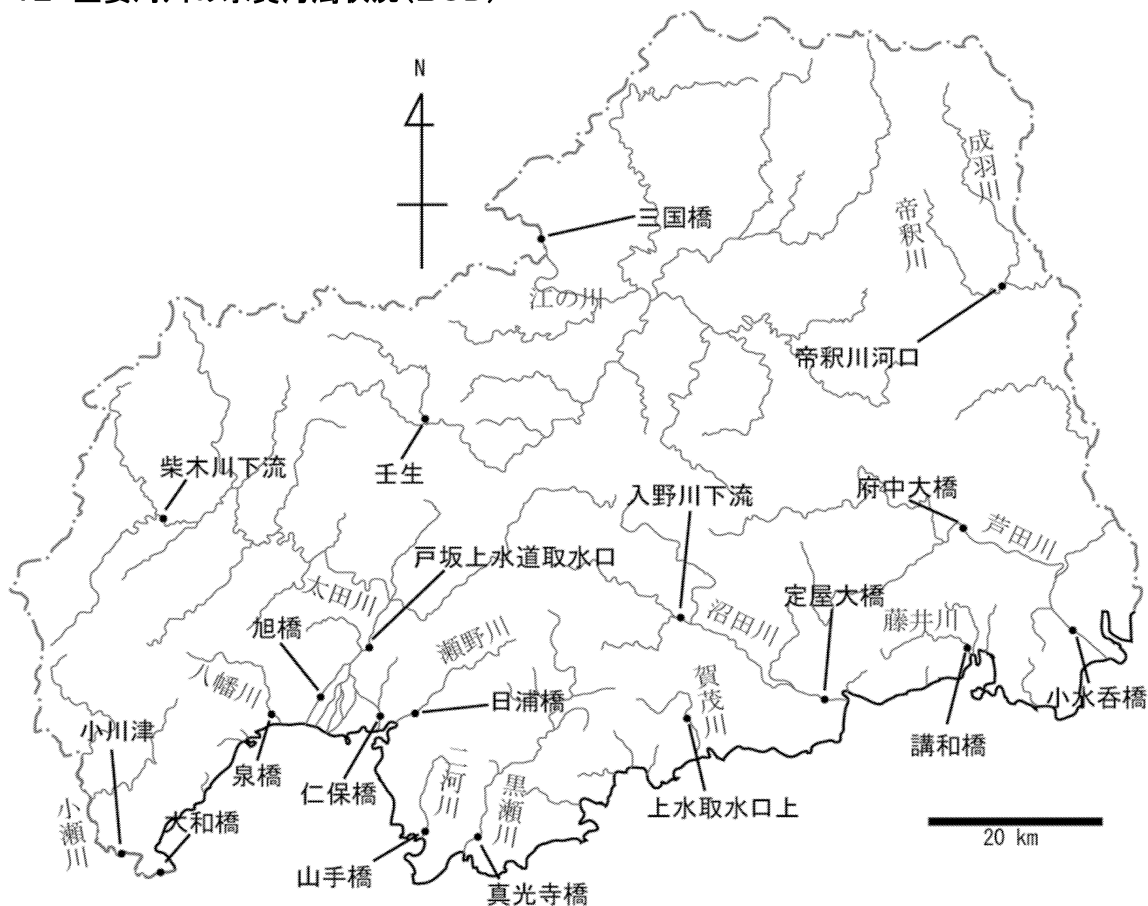 N
成羽川
帝釈川
三国橋
江の川
帝釈川河口
柴木川下流
壬生
入野川下流
府中大橋
芦田川
戸坂上水道取水口
太田川
定屋大橋
旭橋
瀬野川
沼田川
藤井川
八幡川
賀茂川
小川津
日浦橋
小水呑橋
泉橋
仁保橋
二河川
黒瀬川
講和橋
上水取水口上
小瀬川
大和橋
山手橋
真光寺橋
20 km